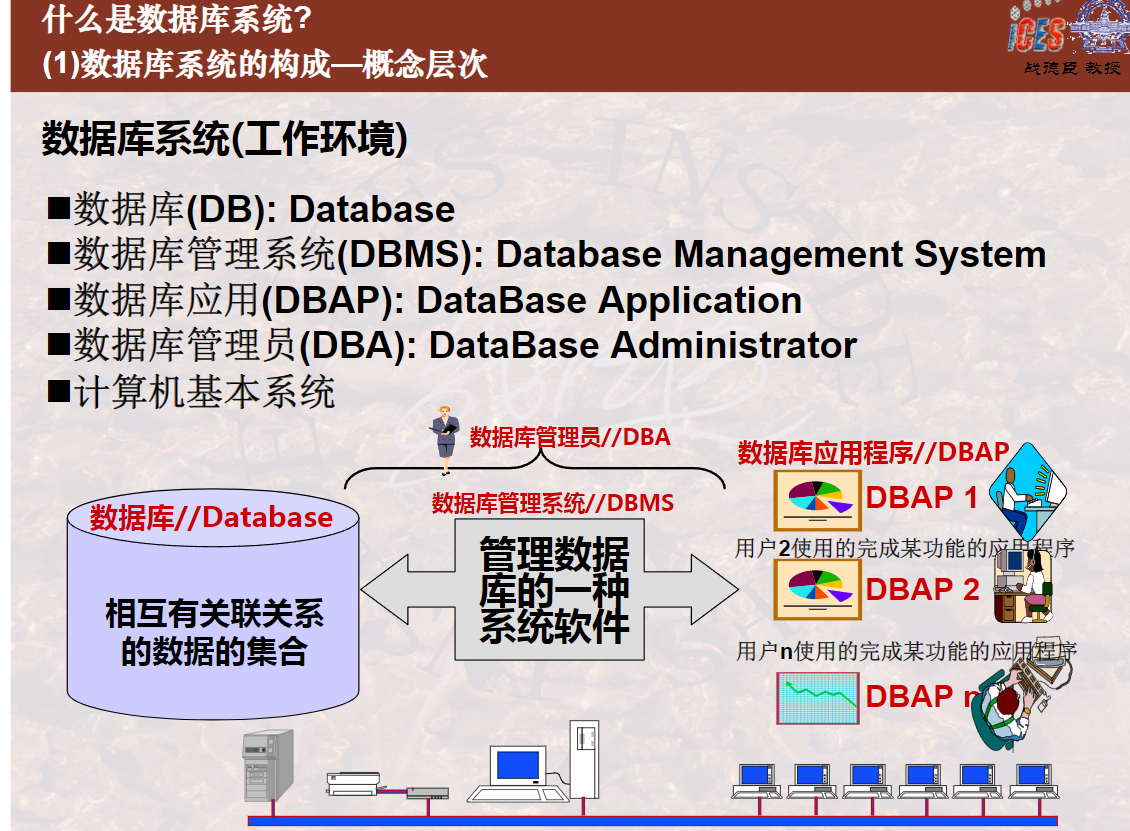 什么是数据库系统?
(1)数据库系统的构成—概念层次
iCES
战德臣 教授
数据库系统(工作环境)
■数据库(DB): Database
■数据库管理系统(DBMS): Database Management System
■数据库应用(DBAP): DataBase Application
■数据库管理员(DBA): DataBase Administrator
■计算机基本系统
数据库管理员//DBA
数据库应用程序//DBAP
数据库管理系统//DBMS
DBAP 1
数据库//Database
管理数据
库的一种
系统软件
用户2使用的完成某功能的应用程序
DBAP 2
相互有关联关系
的数据的集合
用户n使用的完成某功能的应用程序
DBAP n